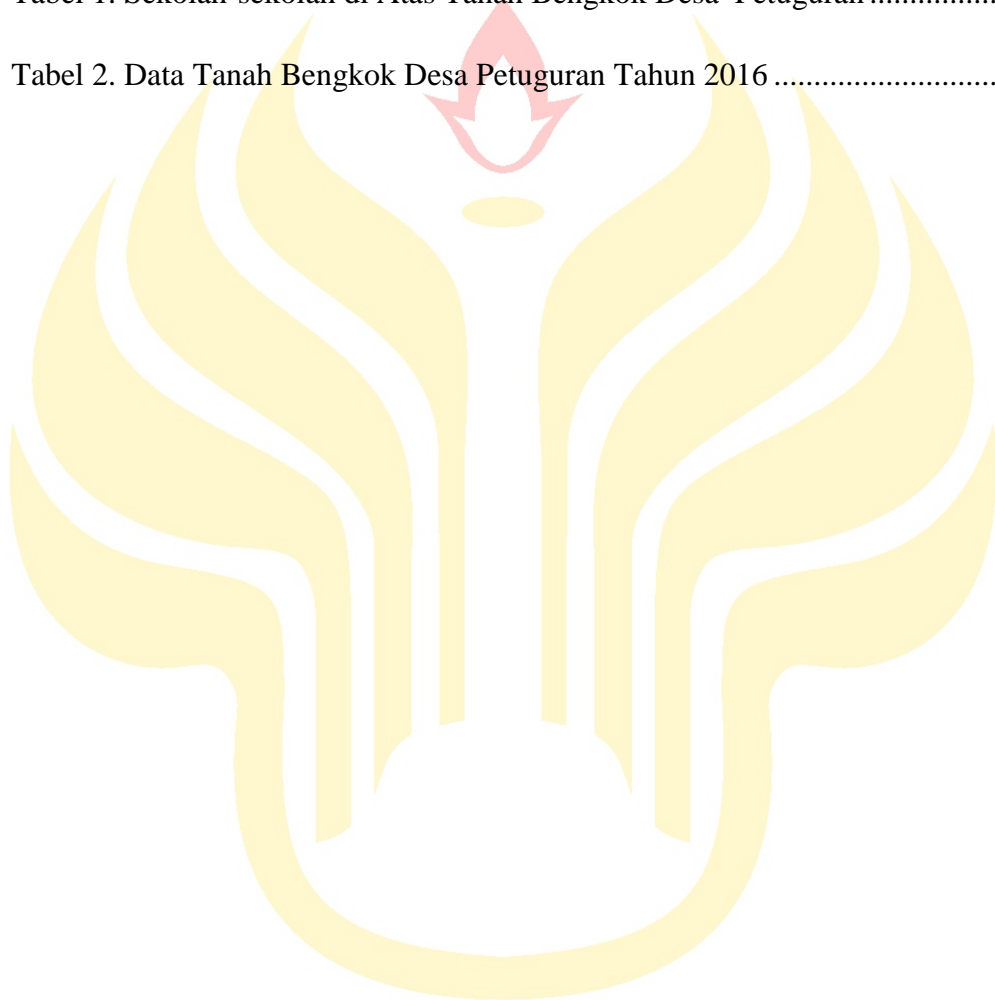 Tabel 1. Sekolah-sekolah di Atas Tanah Bengkok Desa Petuguran ................
Tabel 2. Data Tanah Bengkok Desa Petuguran Tahun 2016 ............................